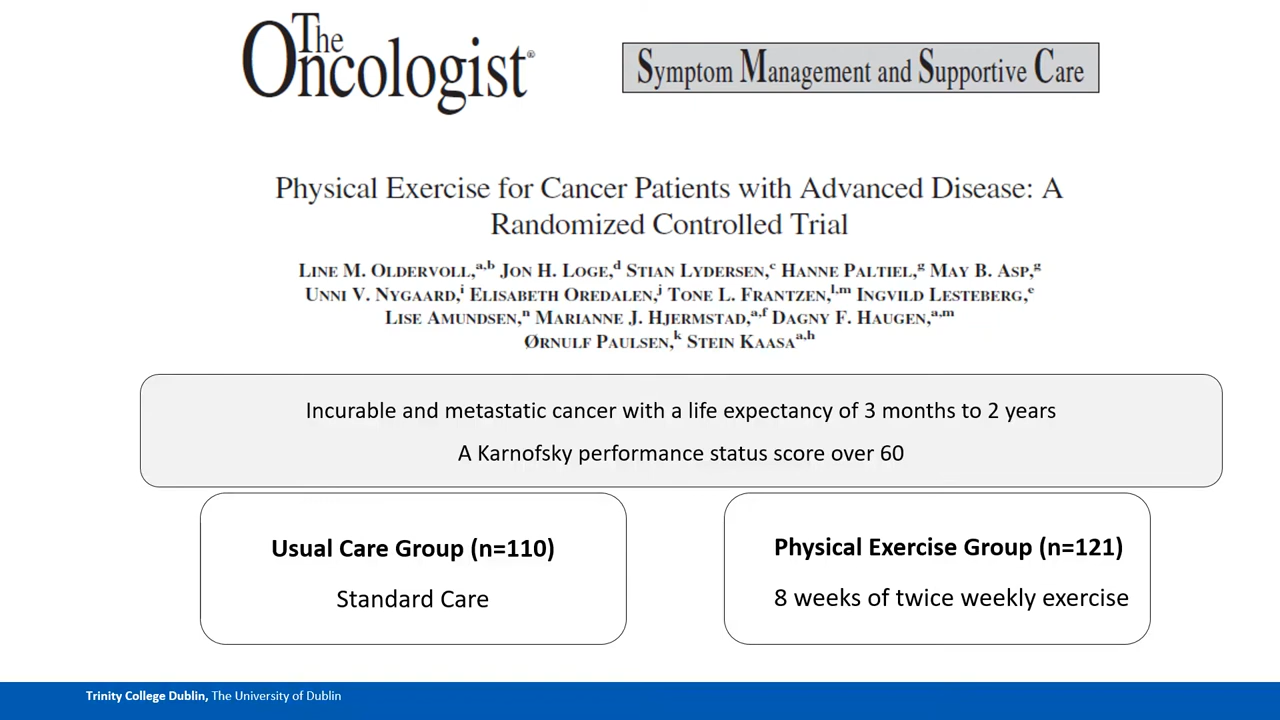 The Oncologist®
Symptom Management and Supportive Care
Physical Exercise for Cancer Patients with Advanced Disease: A
Randomized Controlled Trial
LINE M. OLDERVOLL,a,b JON H. LOGE,d STIAN LYDERSEN,c HANNE PALTIEL,g MAY B. ASP,g
UNNI V. NYGAARD,i ELISABETH OREDALEN,j TONE L. FRANTZEN,l,m INGVILD LESTEBERG,e
LISE AMUNDSEN,n MARIANNE J. HJERMSTAD,a,f DAGNY F. HAUGEN,a,m
ØRNULF PAULSEN,k STEIN KAASAa,h
Incurable and metastatic cancer with a life expectancy of 3 months to 2 years
A Karnofsky performance status score over 60
Usual Care Group (n=110)
Standard Care
Physical Exercise Group (n=121)
8 weeks of twice weekly exercise
Trinity College Dublin, The University of Dublin